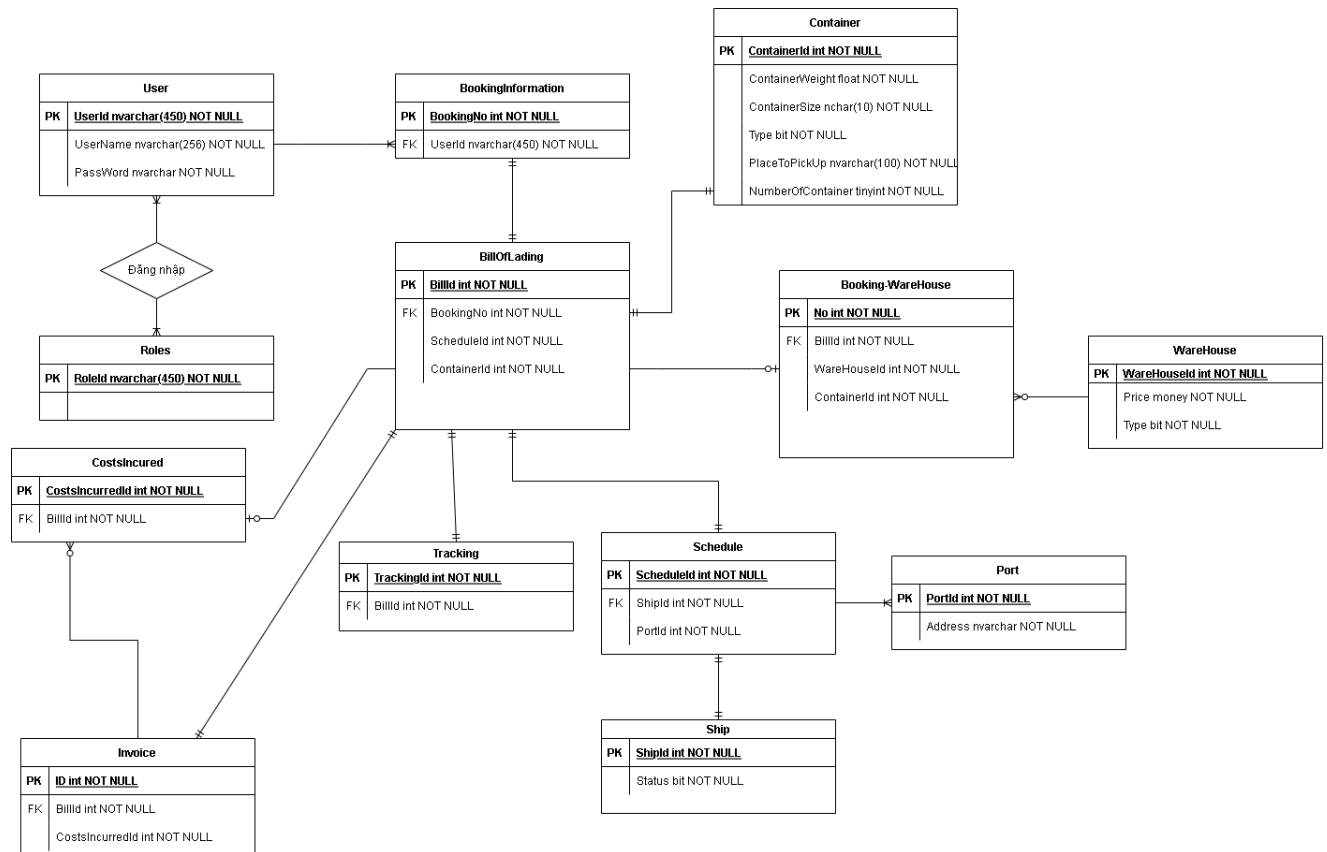 Container
PK ContainerId int NOT NULL
ContainerWeight float NOT NULL
ContainerSize nchar(10) NOT NULL
Type bit NOT NULL
PlaceToPickUp nvarchar(100) NOT NULL
NumberOfContainer tinyint NOT NULL
User
PK UserId nvarchar(450) NOT NULL
UserName nvarchar(256) NOT NULL
PassWord nvarchar NOT NULL
BookingInformation
PK BookingNo int NOT NULL
FK UserId nvarchar(450) NOT NULL
Đăng nhập
Roles
PK RoleId nvarchar(450) NOT NULL
BillOfLading
PK BillId int NOT NULL
FK BookingNo int NOT NULL
ScheduleId int NOT NULL
ContainerId int NOT NULL
Booking-WareHouse
PK No int NOT NULL
FK BillId int NOT NULL
WareHouseId int NOT NULL
ContainerId int NOT NULL
WareHouse
PK WareHouseId int NOT NULL
Price money NOT NULL
Type bit NOT NULL
CostsIncured
PK CostsIncurredId int NOT NULL
FK BillId int NOT NULL
Tracking
PK TrackingId int NOT NULL
FK BillId int NOT NULL
Schedule
PK ScheduleId int NOT NULL
FK ShipId int NOT NULL
PortId int NOT NULL
Port
PK PortId int NOT NULL
Address nvarchar NOT NULL
Ship
PK ShipId int NOT NULL
Status bit NOT NULL
Invoice
PK ID int NOT NULL
FK BillId int NOT NULL
CostsIncurredId int NOT NULL